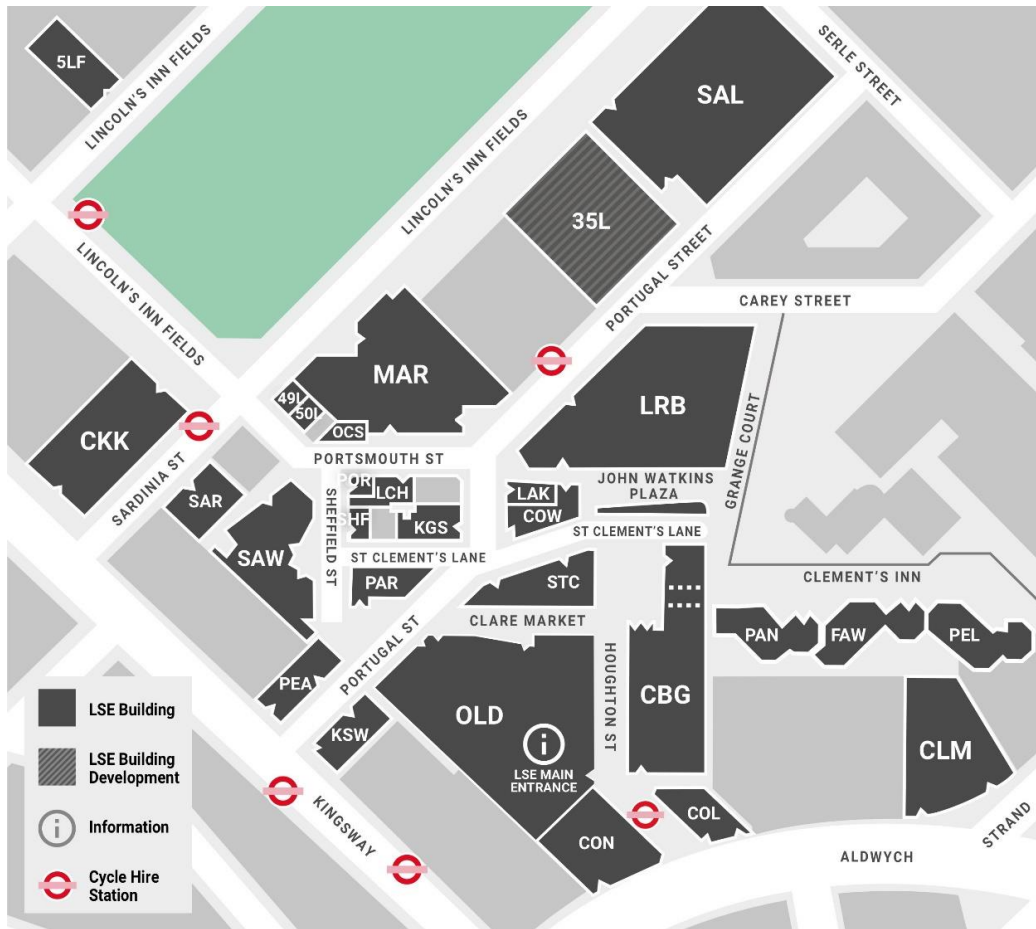 5LF
LINCOLN'S INN FIELDS
SERLE STREET
SAL
LINCOLN'S INN FIELDS
35L
LINCOLN'S INN FIELDS
PORTUGAL STREET
CAREY STREET
MAR
49L
50L
OCS
LRB
CKK
GRANGE COURT
PORTSMOUTH ST
SARDINIA ST
JOHN WATKINS
PLAZA
POR
LCH
LAK
SAR
SHEFFIELD ST
SHF
KGS
COW
ST CLEMENT'S LANE
SAW
ST CLEMENT'S LANE
PAR
STC
CLEMENT'S INN
CLARE MARKET
PAN
FAW
PEL
PORTUGAL ST
HOUGHTON ST
PEA
CBG
OLD
KSW
LSE MAIN
ENTRANCE
CLM
KINGSWAY
COL
CON
STRAND
ALDWYCH
LSE Building
LSE Building
Development
i
Information
Cycle Hire
Station